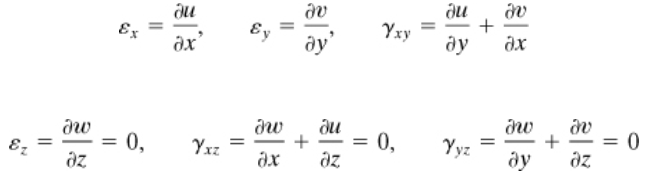 εx = ∂u/∂x, εy = ∂v/∂y, γxy = ∂u/∂y + ∂v/∂x
εz = ∂w/∂z = 0, γxz = ∂w/∂x + ∂u/∂z = 0, γyz = ∂w/∂y + ∂v/∂z = 0